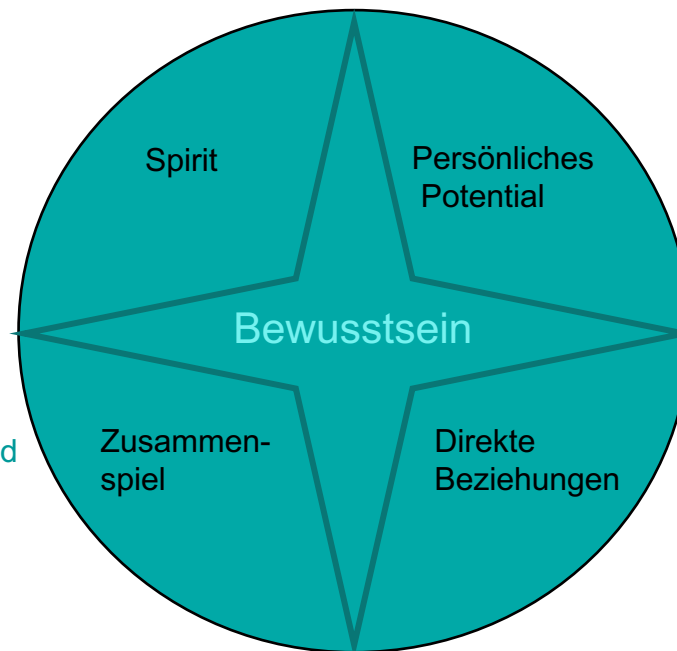 Spirit
Persönliches
Potential
Bewusstsein
Zusammen-
spiel
d
Direkte
Beziehungen